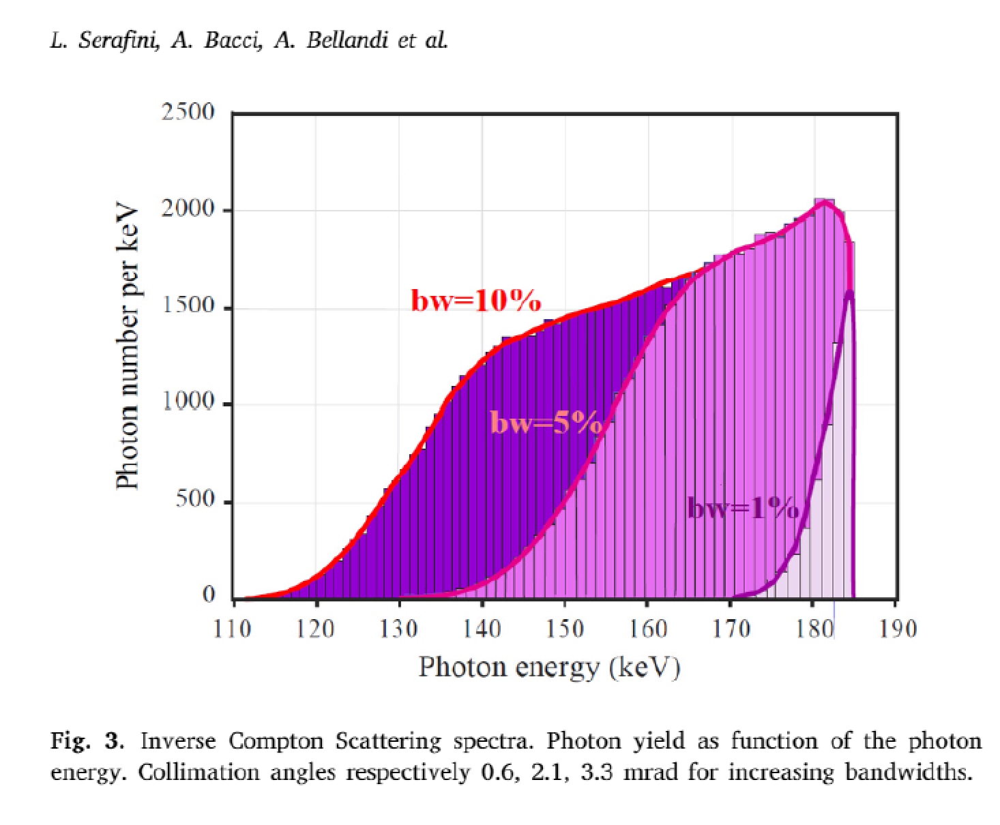 L. Serafini, A. Bacci, A. Bellandi et al.
2500
2000
1500
1000
500
0
Photon number per keV
bw=10%
bw=5%
bw=1%
110 120 130 140 150 160 170 180 190
Photon energy (keV)
Fig. 3. Inverse Compton Scattering spectra. Photon yield as function of the photon
energy. Collimation angles respectively 0.6, 2.1, 3.3 mrad for increasing bandwidths.